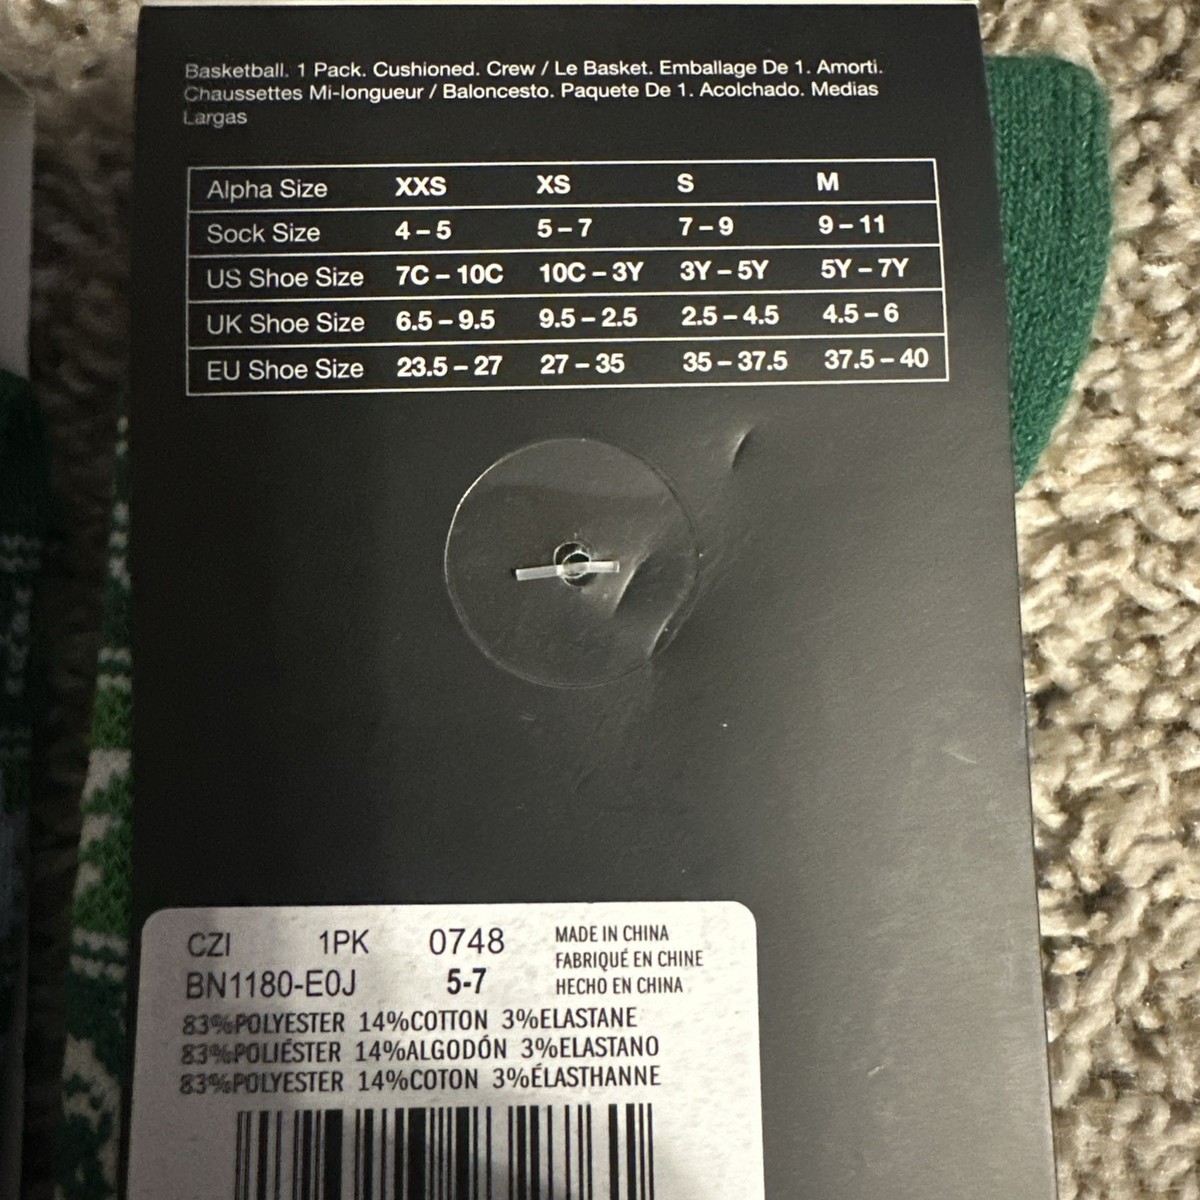 Basketball. 1 Pack. Cushioned. Crew / Le Basket. Emballage De 1. Amorti.
Chaussettes Mi-longueur / Baloncesto. Paquete De 1. Acolchado. Medias
Largas
Alpha Size XXS XS S M
Sock Size 4 – 5 5 – 7 7 – 9 9 – 11
US Shoe Size 7C – 10C 10C – 3Y 3Y – 5Y 5Y – 7Y
UK Shoe Size 6.5 – 9.5 9.5 – 2.5 2.5 – 4.5 4.5 – 6
EU Shoe Size 23.5 – 27 27 – 35 35 – 37.5 37.5 – 40
CZI 1PK 0748 MADE IN CHINA
FABRIQUÉ EN CHINE
BN1180-E0J 5-7 HECHO EN CHINA
83%POLYESTER 14%COTTON 3%ELASTANE
83%POLIÉSTER 14%ALGODÓN 3%ELASTANO
83%POLYESTER 14%COTON 3%ÉLASTHANNE